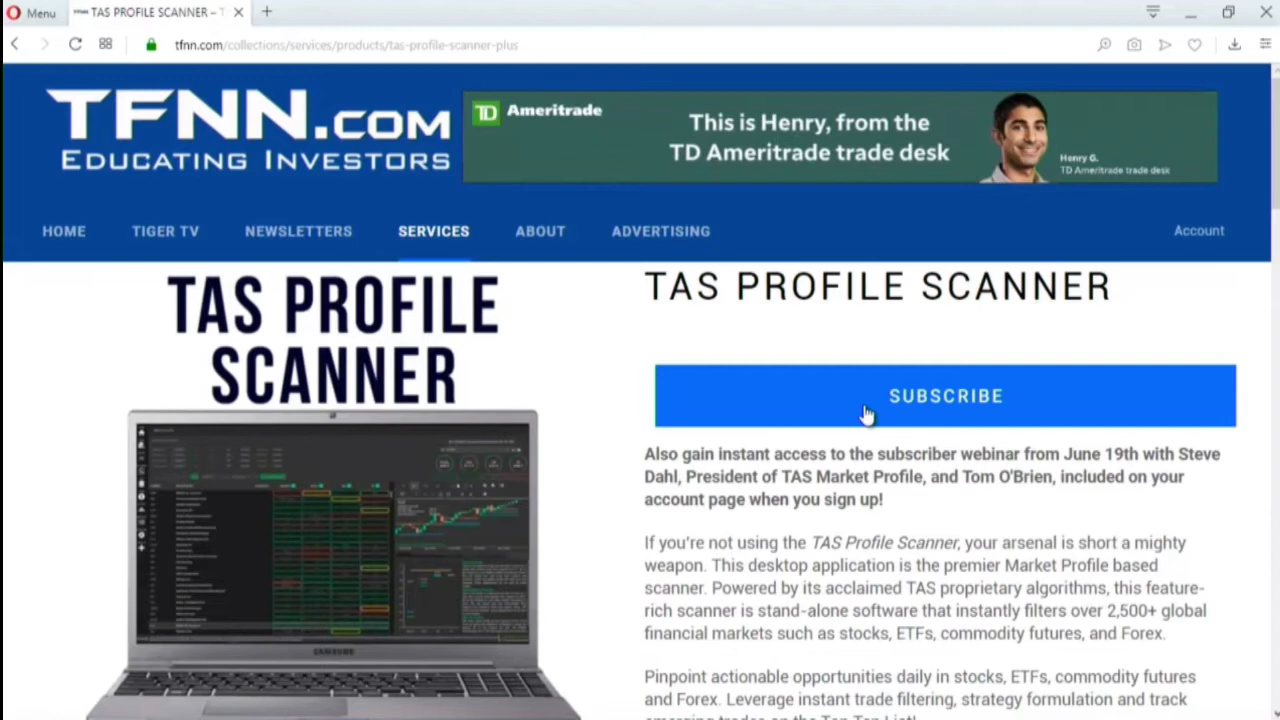 Menu
TAS PROFILE SCANNER – T
tfnn.com/collections/services/products/tas-profile-scanner-plus
TFNN.COM
EDUCATING INVESTORS
TD Ameritrade
This is Henry, from the
TD Ameritrade trade desk
Henry G.
TD Ameritrade trade desk
HOME TIGER TV NEWSLETTERS SERVICES ABOUT ADVERTISING Account
TAS PROFILE
SCANNER
SAMSUNG
TAS PROFILE SCANNER
SUBSCRIBE
Also gain instant access to the subscriber webinar from June 19th with Steve
Dahl, President of TAS Market Profile, and Tom O'Brien, included on your
account page when you sign up!
If you're not using the TAS Profile Scanner, your arsenal is short a mighty
weapon. This desktop application is the premier Market Profile based
scanner. Powered by its acclaimed TAS proprietary algorithms, this feature-
rich scanner is stand-alone software that instantly filters over 2,500+ global
financial markets such as stocks, ETFs, commodity futures, and Forex.
Pinpoint actionable opportunities daily in stocks, ETFs, commodity futures
and Forex. Leverage instant trade filtering, strategy formulation and track
emerging trades on the Top Ten List!